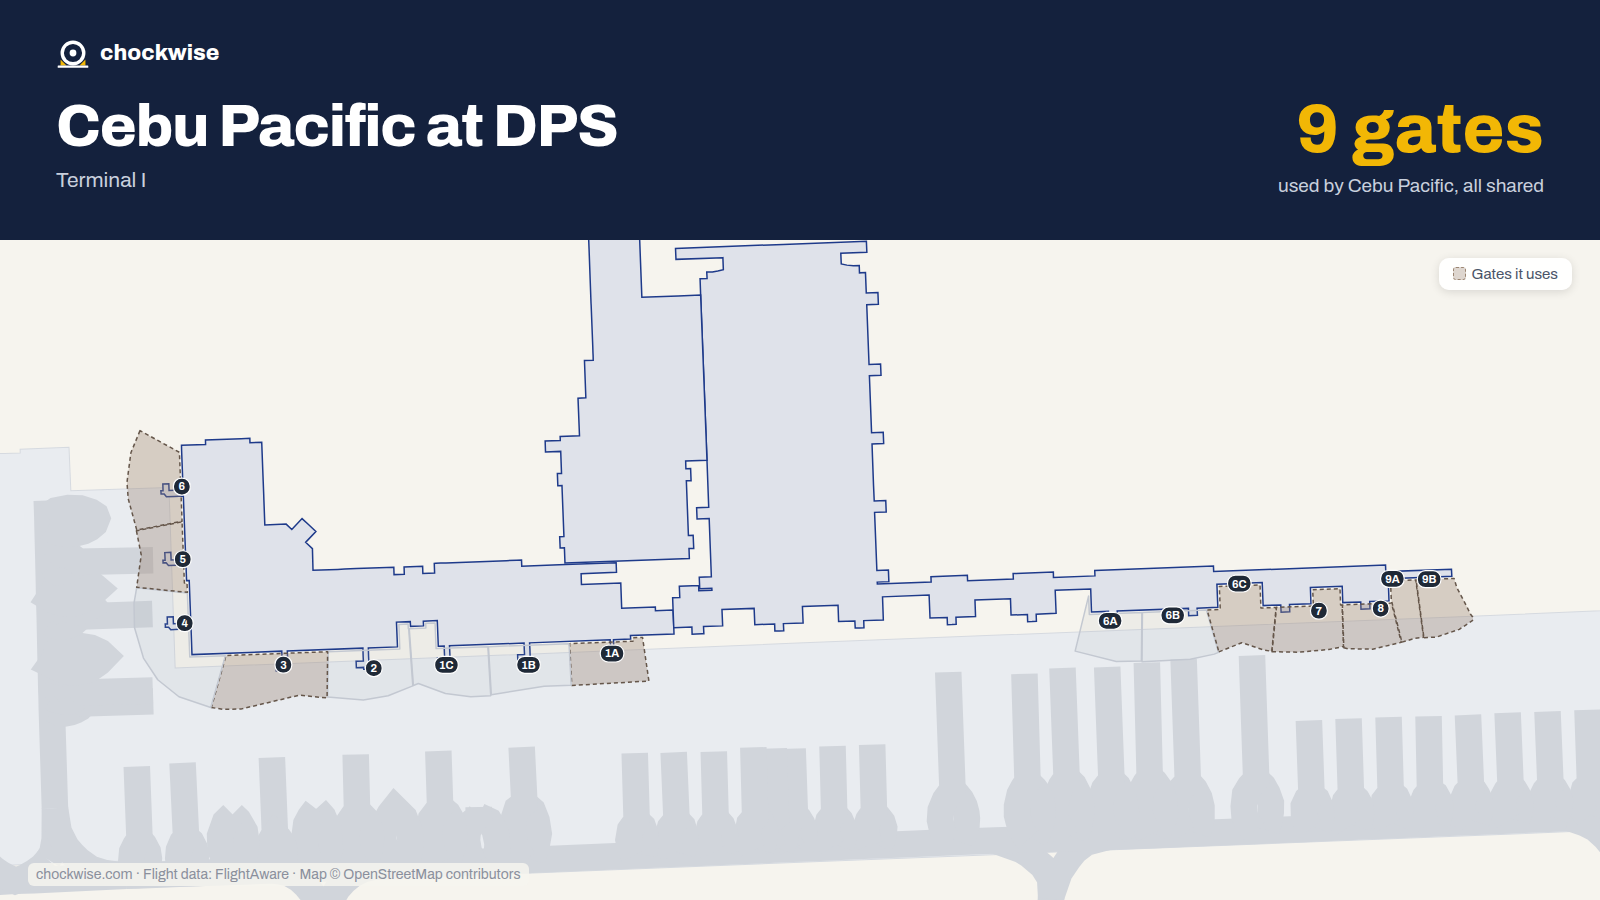 chockwise
Cebu Pacific at DPS
Terminal I
9 gates
used by Cebu Pacific, all shared
Gates it uses
6
5
4
3
2
1C
1B
1A
6A
6B
6C
7
8
9A
9B
chockwise.com · Flight data: FlightAware · Map © OpenStreetMap contributors